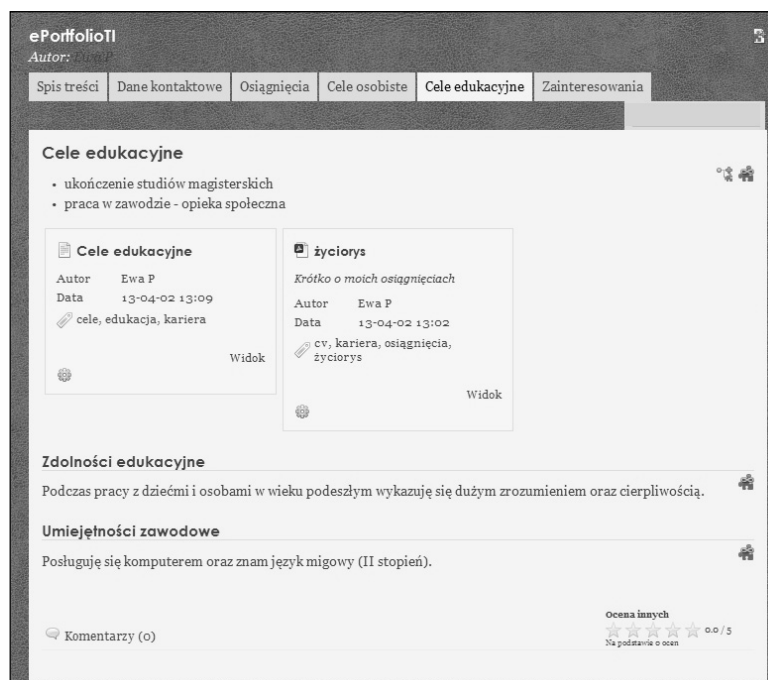 ePortfolioTI
Autor: Ewa P
Spis treści
Dane kontaktowe
Osiągnięcia
Cele osobiste
Cele edukacyjne
Zainteresowania
Cele edukacyjne
• ukończenie studiów magisterskich
• praca w zawodzie - opieka społeczna
Cele edukacyjne
Autor Ewa P
Data 13-04-02 13:09
cele, edukacja, kariera
Widok
życiorys
Krótko o moich osiągnięciach
Autor Ewa P
Data 13-04-02 13:02
cv, kariera, osiągnięcia,
życiorys
Widok
Zdolności edukacyjne
Podczas pracy z dziećmi i osobami w wieku podeszłym wykazuję się dużym zrozumieniem oraz cierpliwością.
Umiejętności zawodowe
Posługuję się komputerem oraz znam język migowy (II stopień).
Komentarzy (0)
Ocena innych
0.0 / 5
Na podstawie 0 ocen